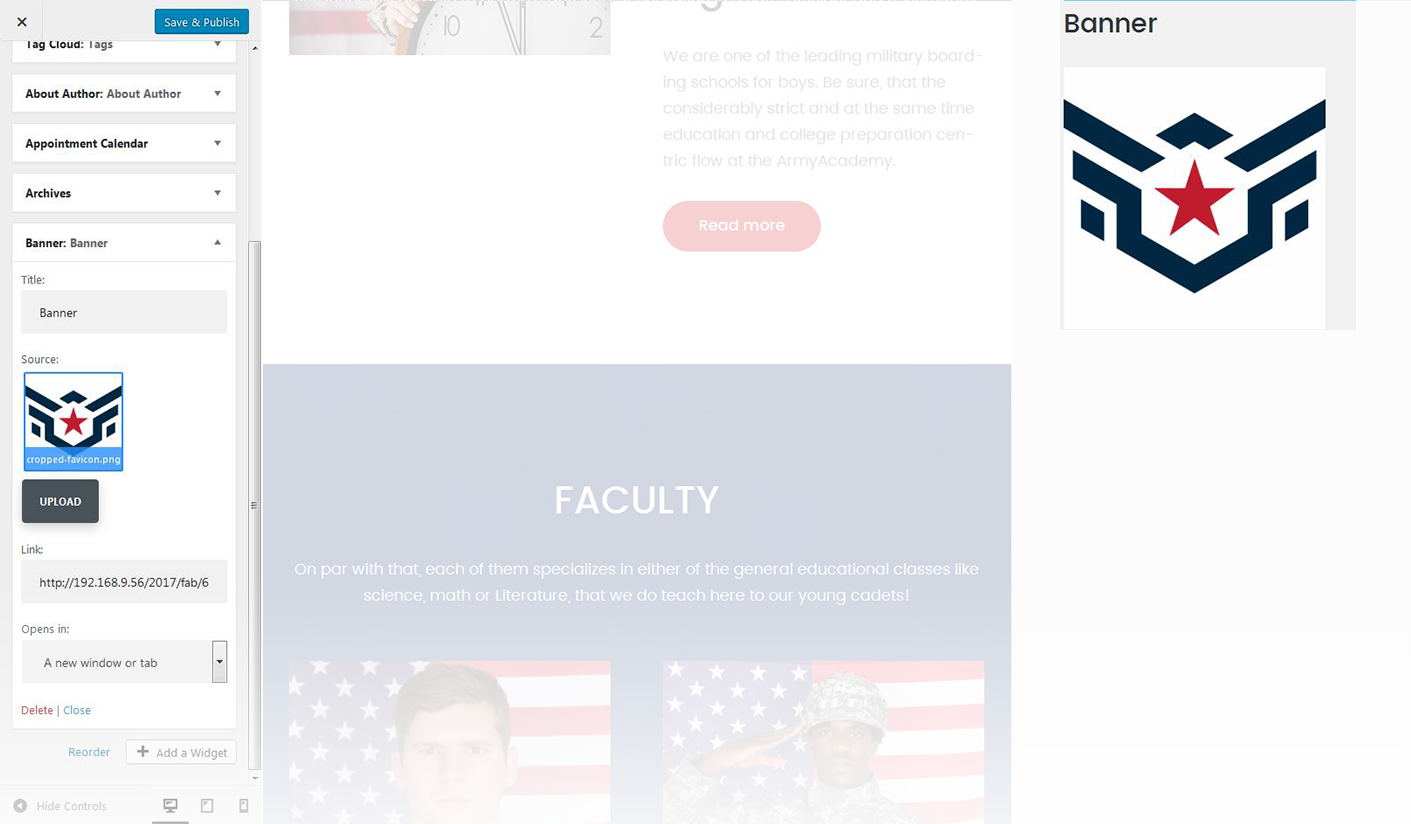 Save & Publish
Tag Cloud: Tags
About Author: About Author
Appointment Calendar
Archives
Banner: Banner
Title:
Banner
Source:
cropped-favicon.png
UPLOAD
Link:
http://192.168.9.56/2017/fab/6
Opens in:
A new window or tab
Delete | Close
Reorder
Add a Widget
Hide Controls
10
2
We are one of the leading military board-
ing schools for boys. Be sure, that the
considerably strict and at the same time
education and college preparation cen-
tric flow at the ArmyAcademy.
Read more
FACULTY
On par with that, each of them specializes in either of the general educational classes like
science, math or Literature, that we do teach here to our young cadets!
Banner